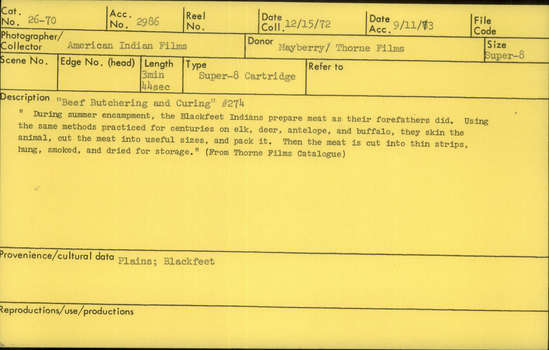 Cat. No. 26-70 Acc. No. 2986 Reel No. Date Coll. 12/15/72 Date Acc. 9/11/73 File Code
Photographer/ Collector American Indian Films Donor Mayberry/ Thorne Films Size Super-8
Scene No. Edge No. (head) Length 3min 44sec Type Super-8 Cartridge Refer to
Description "Beef Butchering and Curing" #274
" During summer encampment, the Blackfeet Indians prepare meat as their forefathers did. Using
the same methods practiced for centuries on elk, deer, antelope, and buffalo, they skin the
animal, cut the meat into useful sizes, and pack it. Then the meat is cut into thin strips,
hung, smoked, and dried for storage." (From Thorne Films Catalogue)
Provenience/cultural data Plains; Blackfeet
Reproductions/use/productions